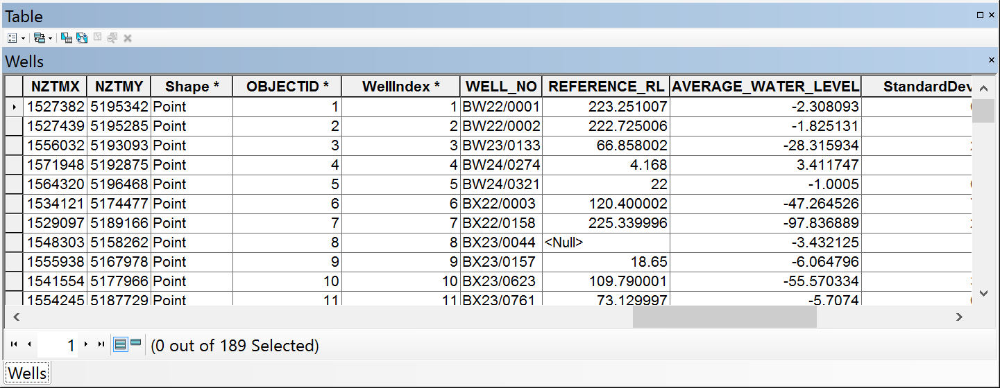 Table
Wells
NZTMX NZTMY Shape * OBJECTID * WellIndex * WELL_NO REFERENCE_RL AVERAGE_WATER_LEVEL StandardDev
1527382 5195342 Point 1 1 BW22/0001 223.251007 -2.308093
1527439 5195285 Point 2 2 BW22/0002 222.725006 -1.825131
1556032 5193093 Point 3 3 BW23/0133 66.858002 -28.315934
1571948 5192875 Point 4 4 BW24/0274 4.168 3.411747
1564320 5196468 Point 5 5 BW24/0321 22 -1.0005
1534121 5174477 Point 6 6 BX22/0003 120.400002 -47.264526
1529097 5189166 Point 7 7 BX22/0158 225.339996 -97.836889
1548303 5158262 Point 8 8 BX23/0044 <Null> -3.432125
1555938 5167978 Point 9 9 BX23/0157 18.65 -6.064796
1541554 5177966 Point 10 10 BX23/0623 109.790001 -55.570334
1554245 5187729 Point 11 11 BX23/0761 73.129997 -5.7074
1 (0 out of 189 Selected)
Wells